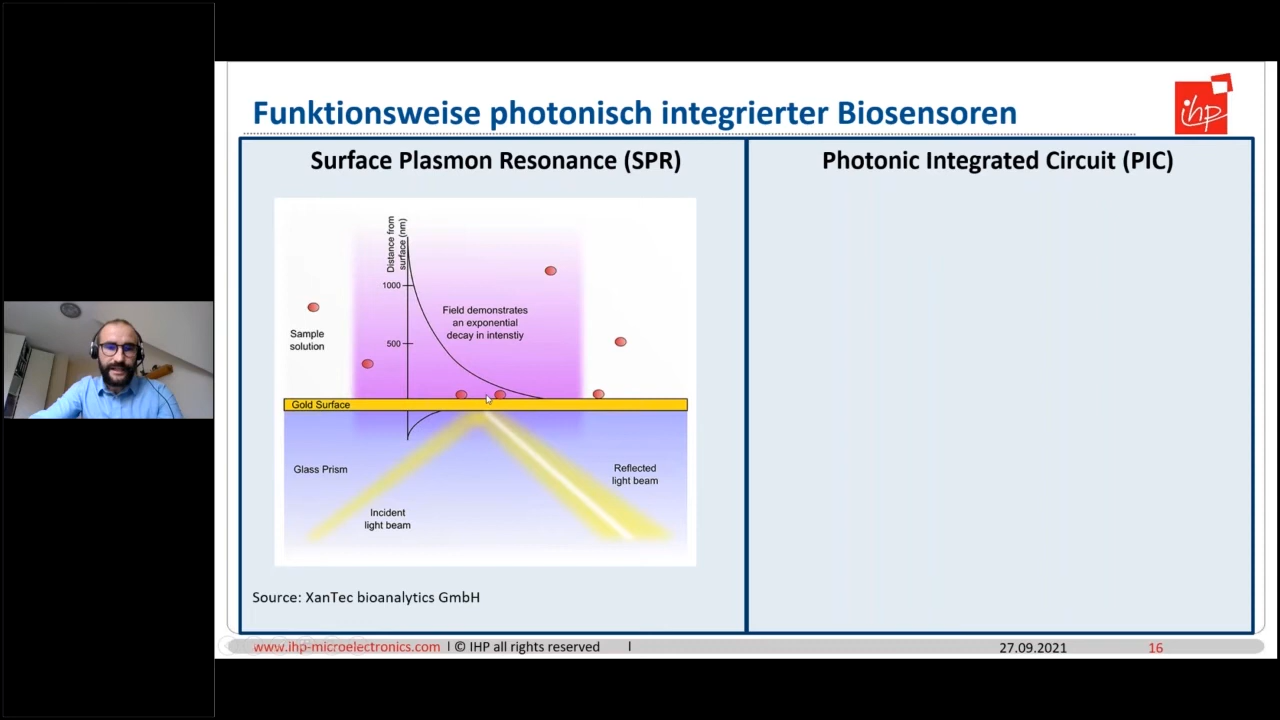 Funktionsweise photonisch integrierter Biosensoren
ihp
Surface Plasmon Resonance (SPR)
Distance from
surface (nm)
1000
500
Field demonstrates
an exponential
decay in intenstiy
Sample
solution
Gold Surface
Glass Prism
Incident
light beam
Reflected
light beam
Source: XanTec bioanalytics GmbH
Photonic Integrated Circuit (PIC)
www.ihp-microelectronics.com I © IHP all rights reserved I 27.09.2021 16